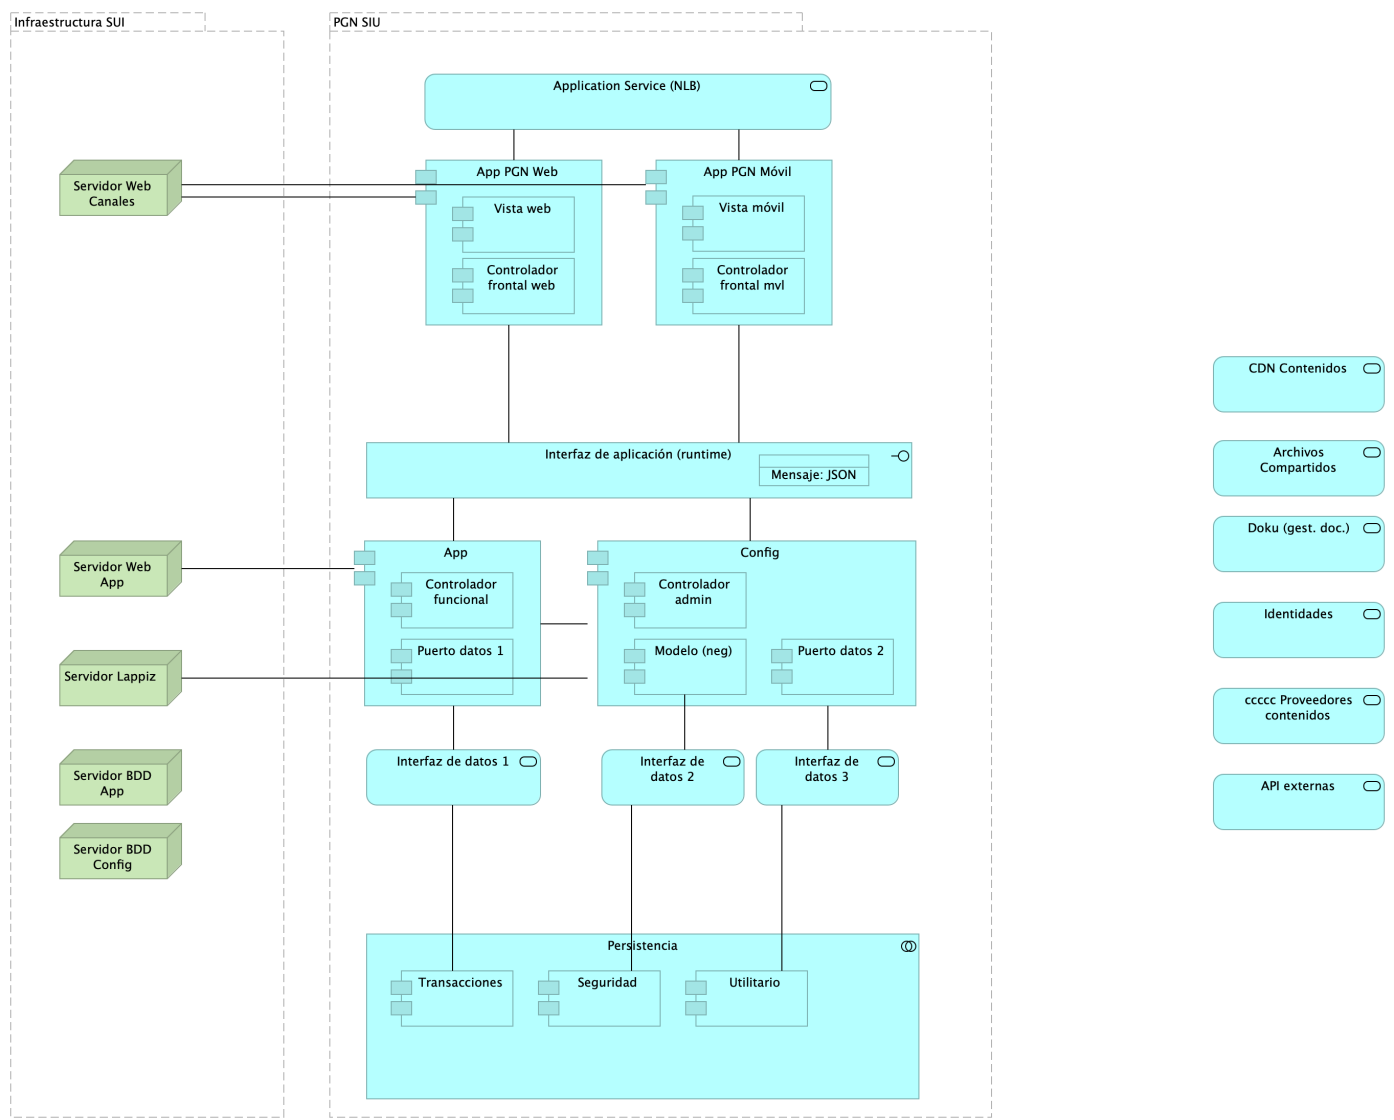 Infraestructura SUI
PGN SIU
Application Service (NLB)
Servidor Web
Canales
App PGN Web
Vista web
Controlador
frontal web
App PGN Móvil
Vista móvil
Controlador
frontal mvl
Interfaz de aplicación (runtime)
Mensaje: JSON
Servidor Web
App
App
Controlador
funcional
Puerto datos 1
Config
Controlador
admin
Modelo (neg)
Puerto datos 2
Servidor Lappiz
Servidor BDD
App
Servidor BDD
Config
Interfaz de datos 1
Interfaz de
datos 2
Interfaz de
datos 3
Persistencia
Transacciones
Seguridad
Utilitario
CDN Contenidos
Archivos
Compartidos
Doku (gest. doc.)
Identidades
ccccc Proveedores
contenidos
API externas